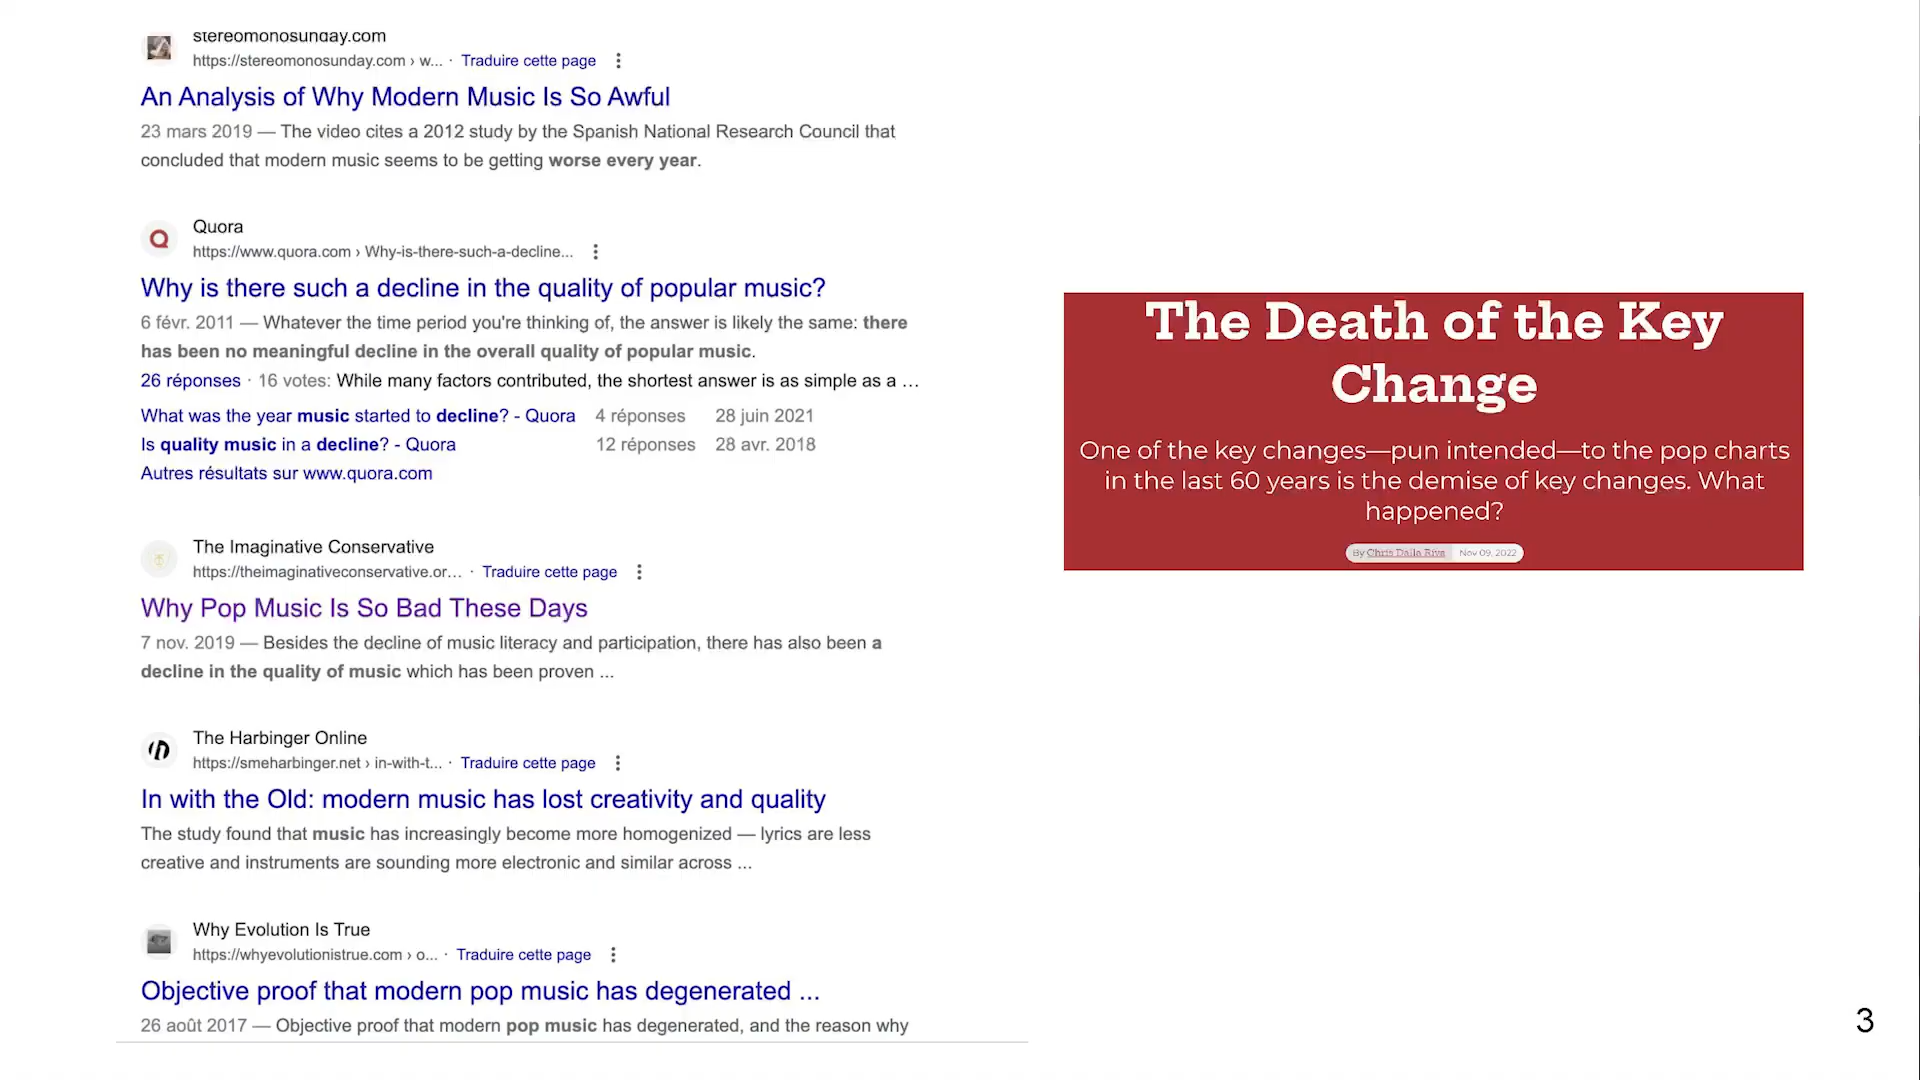 stereomonosunday.com
https://stereomonosunday.com › w... · Traduire cette page
An Analysis of Why Modern Music Is So Awful
23 mars 2019 — The video cites a 2012 study by the Spanish National Research Council that
concluded that modern music seems to be getting worse every year.
Quora
https://www.quora.com › Why-is-there-such-a-decline...
Why is there such a decline in the quality of popular music?
6 févr. 2011 — Whatever the time period you're thinking of, the answer is likely the same: there
has been no meaningful decline in the overall quality of popular music.
26 réponses · 16 votes: While many factors contributed, the shortest answer is as simple as a ...
What was the year music started to decline? - Quora 4 réponses 28 juin 2021
Is quality music in a decline? - Quora 12 réponses 28 avr. 2018
Autres résultats sur www.quora.com
The Imaginative Conservative
https://theimaginativeconservative.or... · Traduire cette page
Why Pop Music Is So Bad These Days
7 nov. 2019 — Besides the decline of music literacy and participation, there has also been a
decline in the quality of music which has been proven ...
The Harbinger Online
https://smeharbinger.net › in-with-t... · Traduire cette page
In with the Old: modern music has lost creativity and quality
The study found that music has increasingly become more homogenized — lyrics are less
creative and instruments are sounding more electronic and similar across ...
Why Evolution Is True
https://whyevolutionistrue.com › o... · Traduire cette page
Objective proof that modern pop music has degenerated ...
26 août 2017 — Objective proof that modern pop music has degenerated, and the reason why
The Death of the Key
Change
One of the key changes—pun intended—to the pop charts
in the last 60 years is the demise of key changes. What
happened?
By Chris Dalla Riva Nov 09, 2022
3